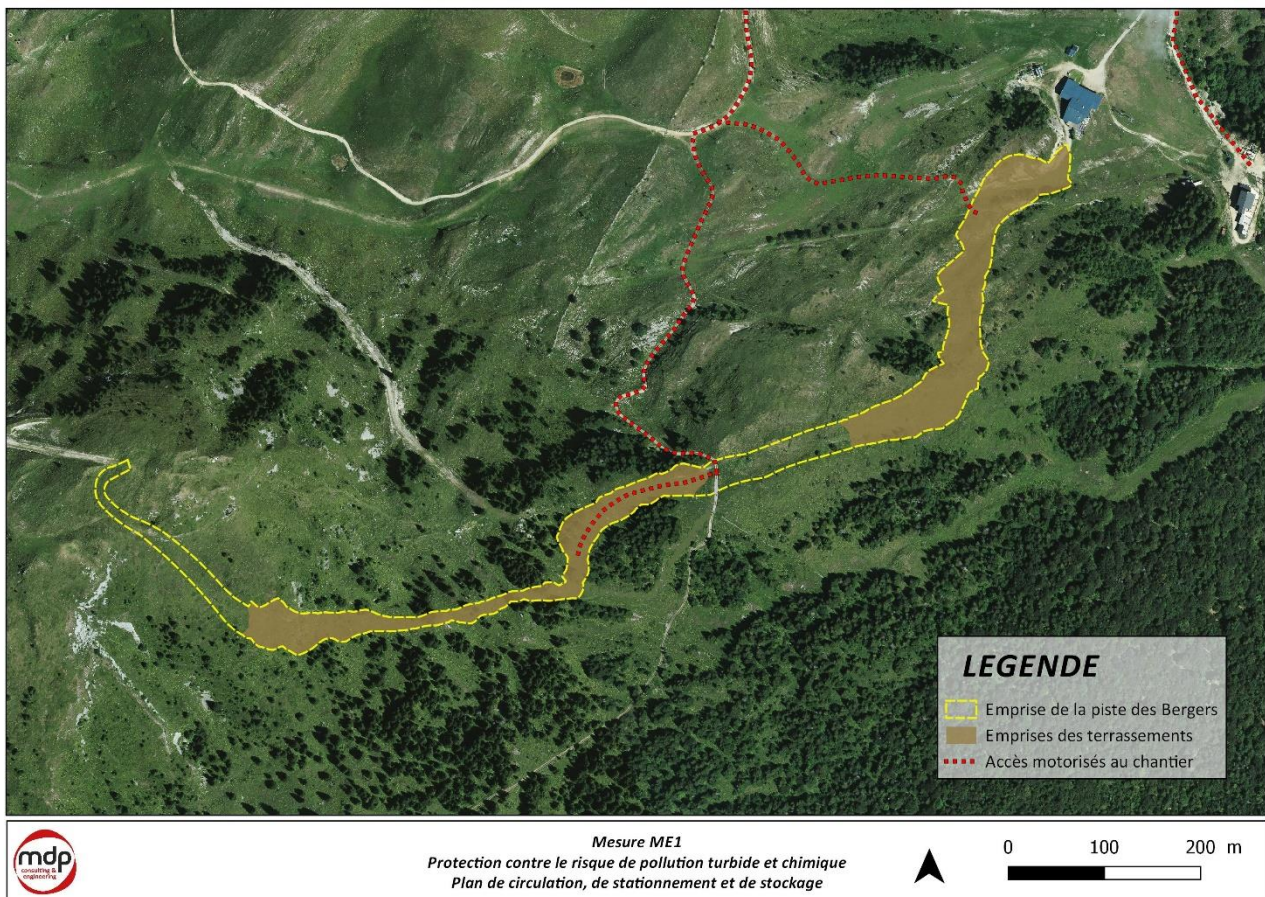 LEGENDE
Emprise de la piste des Bergers
Emprises des terrassements
Accès motorisés au chantier
mdp
consulting &
engineering
Mesure ME1
Protection contre le risque de pollution turbide et chimique
Plan de circulation, de stationnement et de stockage
0 100 200 m